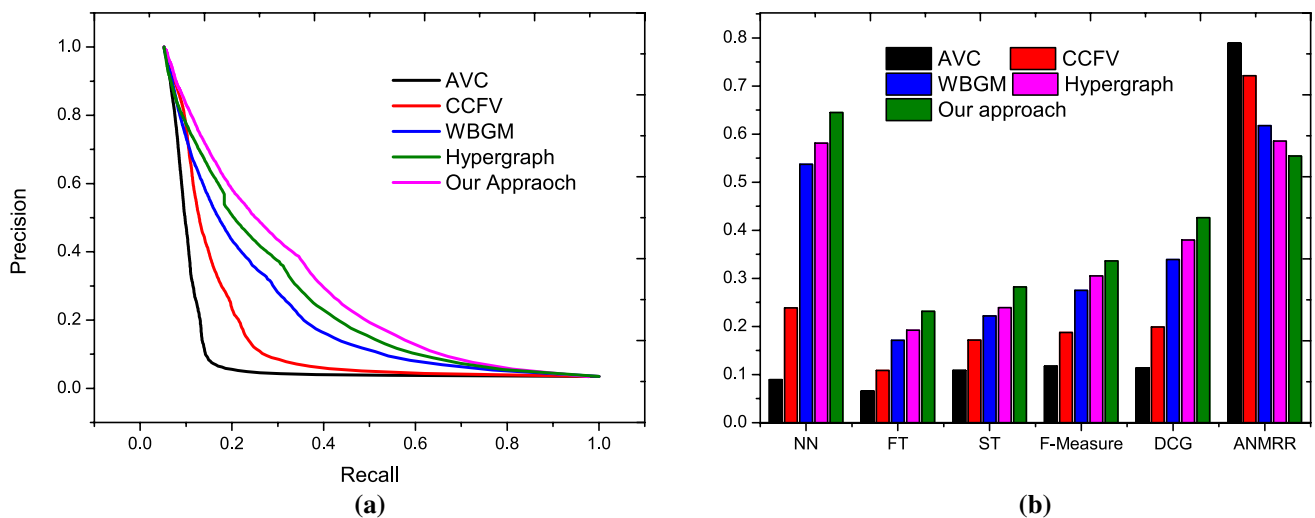 1.0
0.8
0.6
0.4
0.2
0.0
Precision
AVC
CCFV
WBGM
Hypergraph
Our Appraoch
0.0 0.2 0.4 0.6 0.8 1.0
Recall
(a)
0.8
0.7
0.6
0.5
0.4
0.3
0.2
0.1
0.0
AVC CCFV
WBGM Hypergraph
Our approach
NN FT ST F-Measure DCG ANMRR
(b)